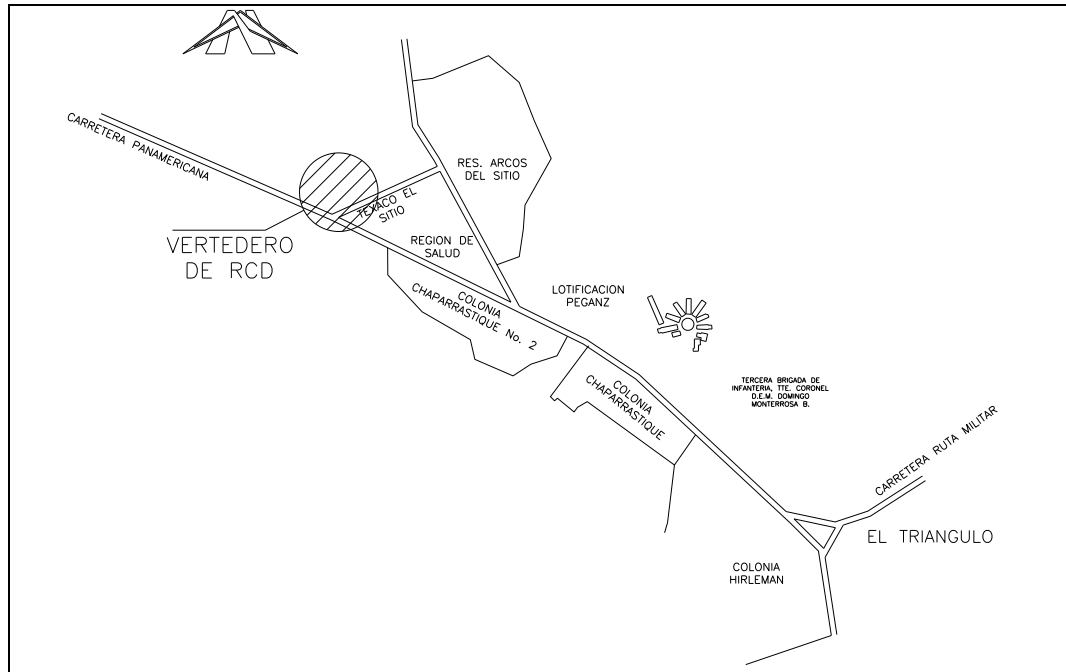 CARRETERA PANAMERICANA
RES. ARCOS
DEL SITIO
TEXACO EL
SITIO
VERTEDERO
DE RCD
REGION DE
SALUD
COLONIA
CHAPARRASTIQUE No. 2
LOTIFICACION
PEGANZ
COLONIA
CHAPARRASTIQUE
TERCERA BRIGADA DE
INFANTERIA, TTE. CORONEL
D.E.M. DOMINGO
MONTERROSA B.
CARRETERA RUTA MILITAR
EL TRIANGULO
COLONIA
HIRLEMAN